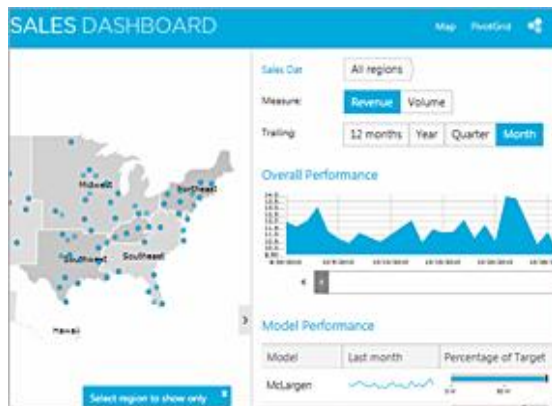 SALES DASHBOARD
Map PivotGrid
Sales Dar All regions
Measure: Revenue Volume
Trailing: 12 months Year Quarter Month
Overall Performance
Midwest
Northeast
Southwest
Southeast
Hawaii
Model Performance
Model Last month Percentage of Target
McLargen
Select region to show only